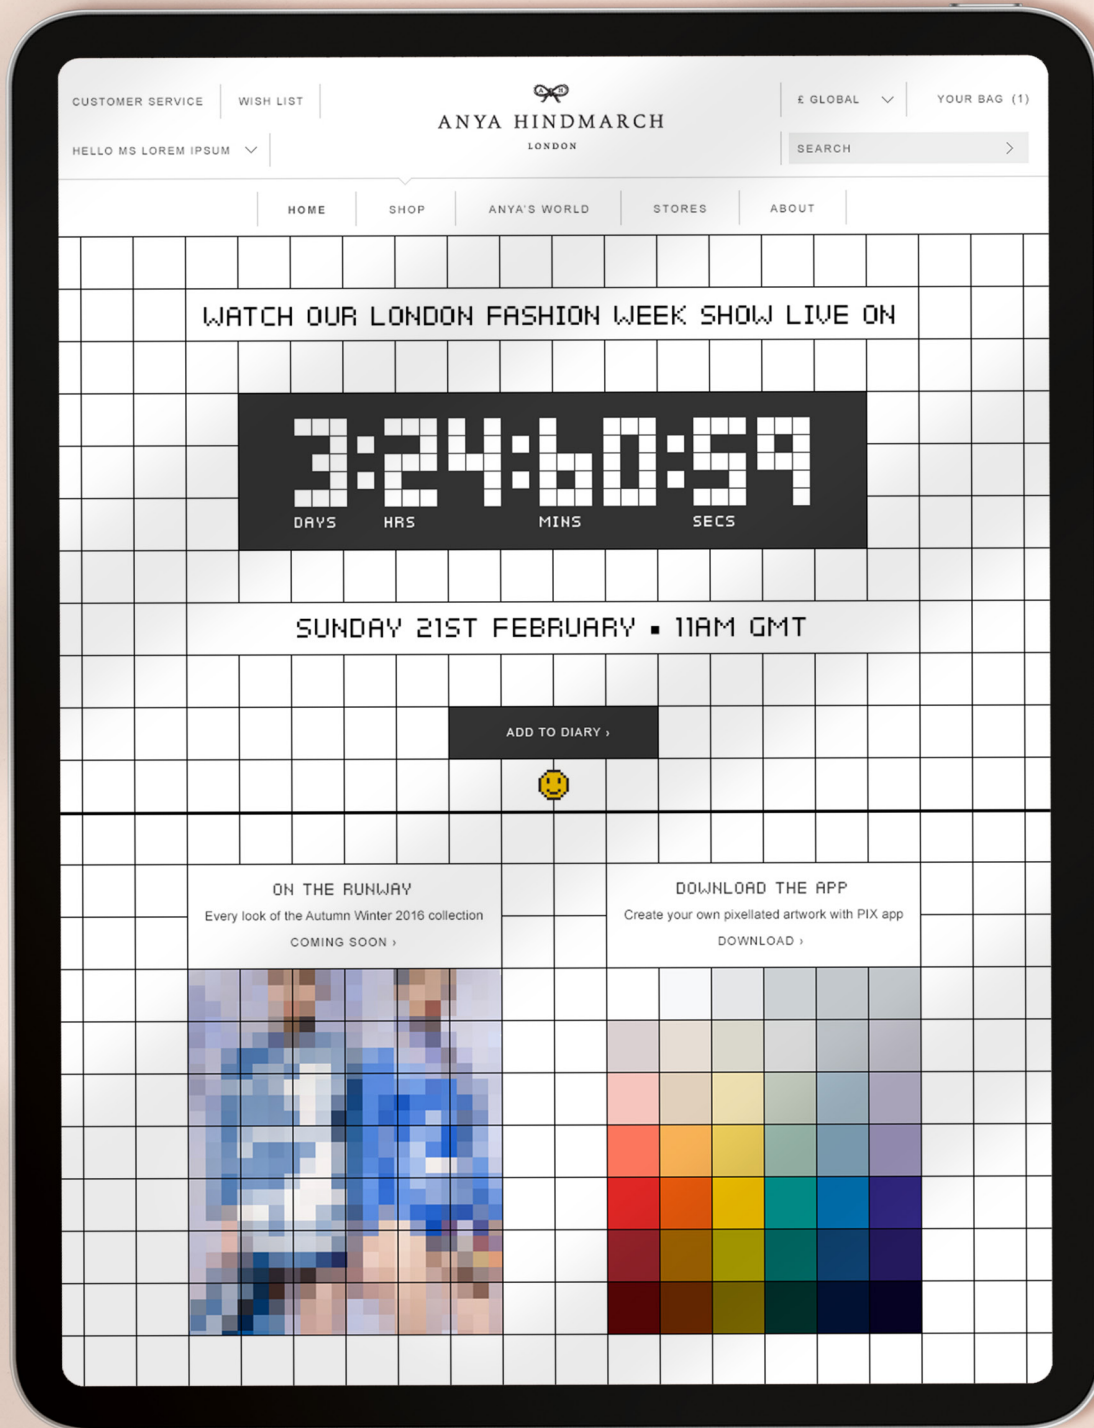 CUSTOMER SERVICE
WISH LIST
ANYA HINDMARCH
LONDON
£ GLOBAL
YOUR BAG (1)
HELLO MS LOREM IPSUM
SEARCH
HOME
SHOP
ANYA'S WORLD
STORES
ABOUT
WATCH OUR LONDON FASHION WEEK SHOW LIVE ON
3:24:60:59
DAYS HRS MINS SECS
SUNDAY 21ST FEBRUARY ▪ 11AM GMT
ADD TO DIARY ›
ON THE RUNWAY
Every look of the Autumn Winter 2016 collection
COMING SOON ›
DOWNLOAD THE APP
Create your own pixellated artwork with PIX app
DOWNLOAD ›